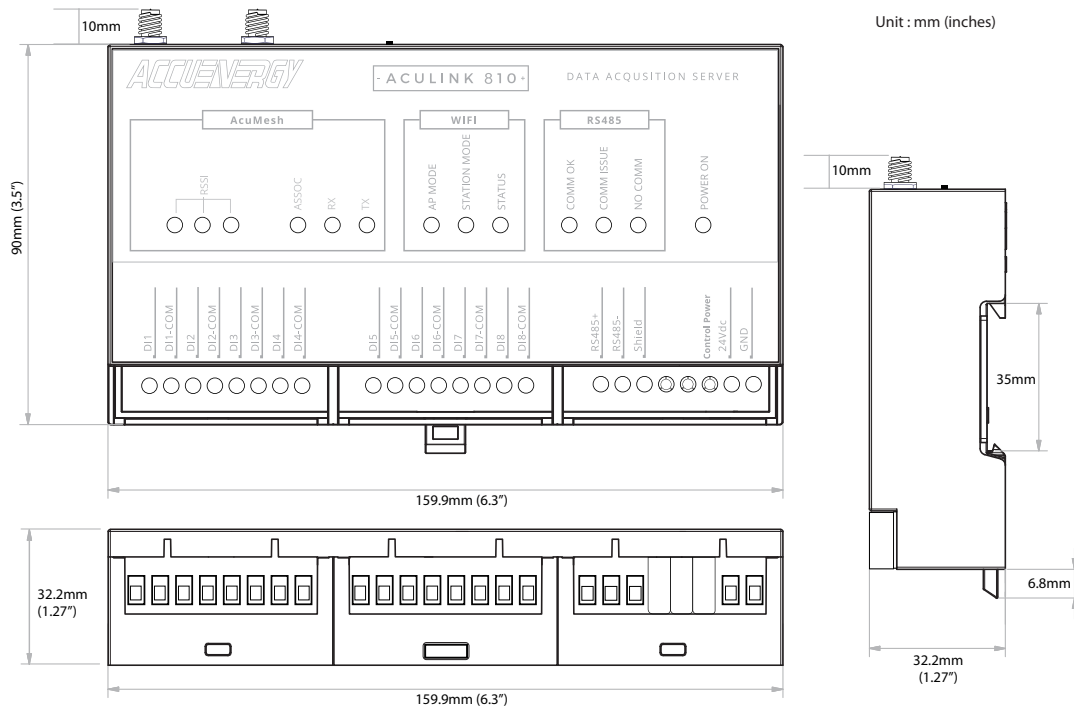 10mm
Unit : mm (inches)
ACCUENERGY
- ACULINK 810 -
DATA ACQUSITION SERVER
AcuMesh
WIFI
RS485
RSSI
ASSOC
RX
TX
AP MODE
STATION MODE
STATUS
COMM OK
COMM ISSUE
NO COMM
POWER ON
90mm (3.5")
10mm
DI1
DI1-COM
DI2
DI2-COM
DI3
DI3-COM
DI4
DI4-COM
DI5
DI5-COM
DI6
DI6-COM
DI7
DI7-COM
DI8
DI8-COM
RS485+
RS485-
Shield
Control Power
24Vdc
GND
35mm
159.9mm (6.3")
32.2mm
(1.27")
6.8mm
32.2mm
(1.27")
159.9mm (6.3")